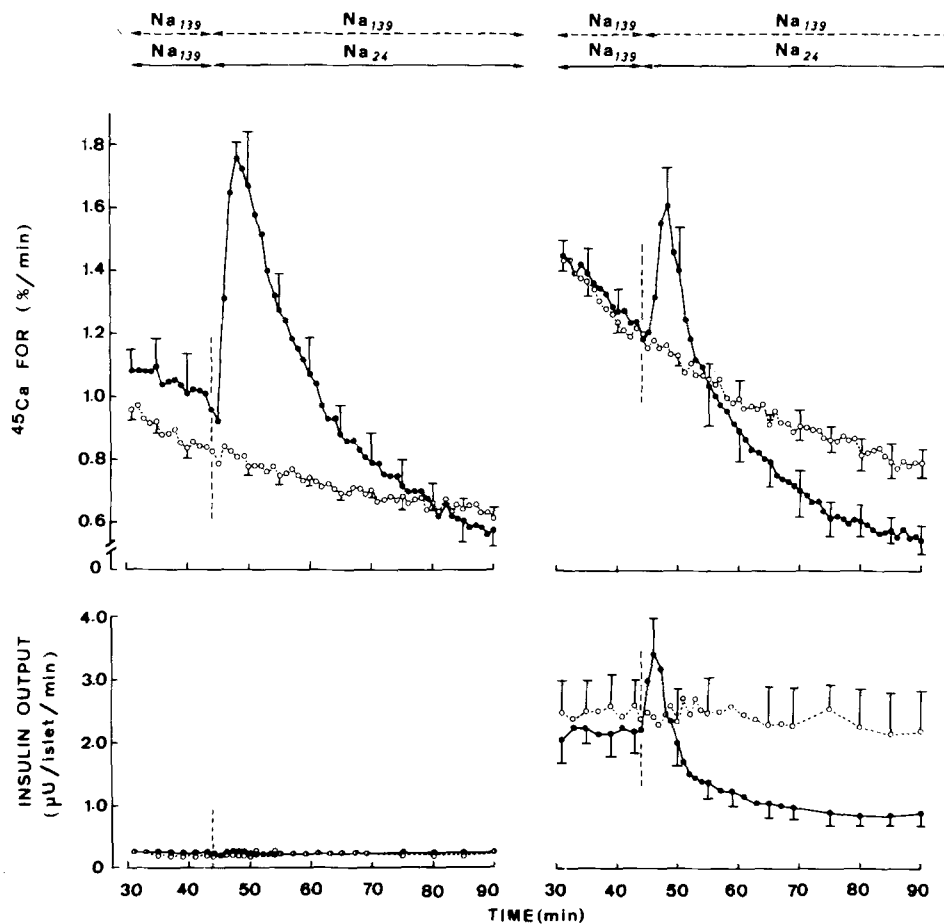 Na139 Na139 Na139 Na139
Na139 Na24 Na139 Na24
45Ca FOR (%/min)
1.8
1.6
1.4
1.2
1.0
0.8
0.6
0
INSULIN OUTPUT
(µU/islet/min)
4.0
3.0
2.0
1.0
0
30 40 50 60 70 80 90 30 40 50 60 70 80 90
TIME(min)